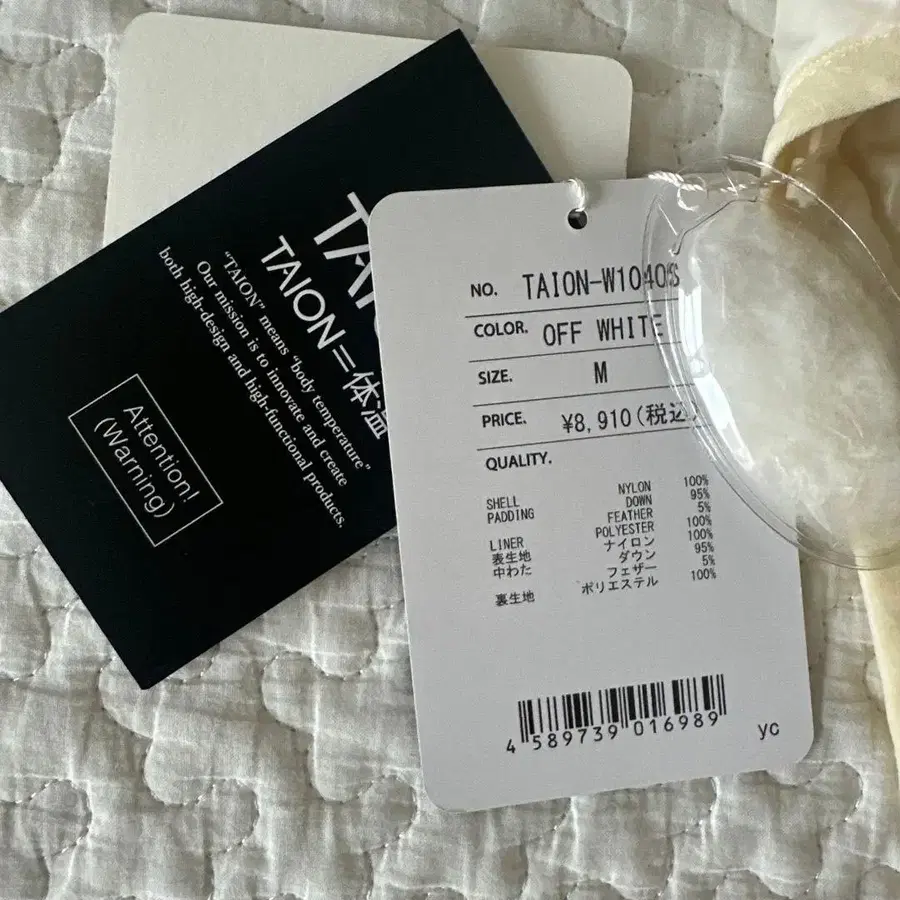 TAION=体温
"TAION" means "body temperature"
Our mission is to innovate and create
both high-design and high-functional products.
Attention!
(Warning)
NO. TAION-W104
COLOR. OFF WHITE
SIZE. M
PRICE. ¥8,910(税込)
QUALITY.
SHELL NYLON 100%
PADDING DOWN 95%
FEATHER 5%
LINER POLYESTER 100%
表生地 ナイロン 100%
中わた ダウン 95%
フェザー 5%
裏生地 ポリエステル 100%
4 589739 016989
yc